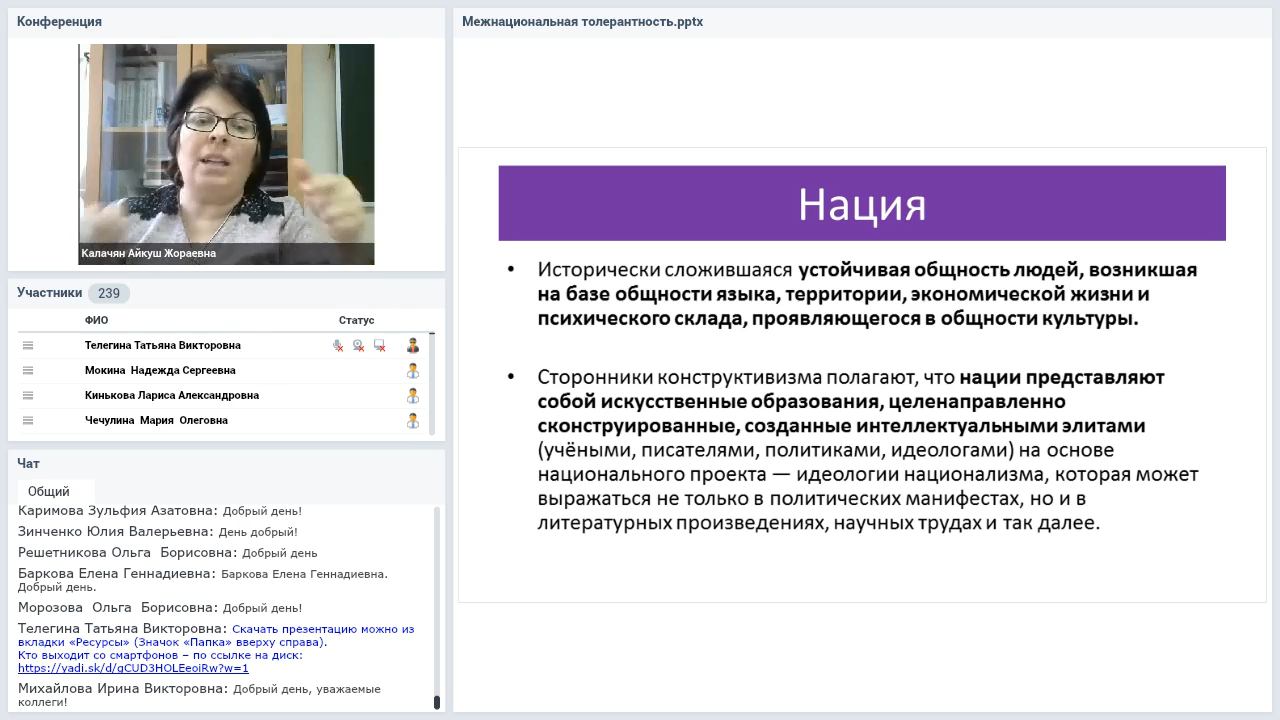 Конференция
Калачян Айкуш Жораевна
Участники 239
ФИО Статус
Телегина Татьяна Викторовна
Мокина Надежда Сергеевна
Кинькова Лариса Александровна
Чечулина Мария Олеговна
Чат
Общий
Каримова Зульфия Азатовна: Добрый день!
Зинченко Юлия Валерьевна: День добрый!
Решетникова Ольга Борисовна: Добрый день
Баркова Елена Геннадиевна: Баркова Елена Геннадиевна.
Добрый день.
Морозова Ольга Борисовна: Добрый день!
Телегина Татьяна Викторовна: Скачать презентацию можно из
вкладки «Ресурсы» (Значок «Папка» вверху справа).
Кто выходит со смартфонов – по ссылке на диск:
https://yadi.sk/d/gCUD3HOLEeoiRw?w=1
Михайлова Ирина Викторовна: Добрый день, уважаемые
коллеги!
Межнациональная толерантность.pptx
Нация
• Исторически сложившаяся устойчивая общность людей, возникшая
на базе общности языка, территории, экономической жизни и
психического склада, проявляющегося в общности культуры.
• Сторонники конструктивизма полагают, что нации представляют
собой искусственные образования, целенаправленно
сконструированные, созданные интеллектуальными элитами
(учёными, писателями, политиками, идеологами) на основе
национального проекта — идеологии национализма, которая может
выражаться не только в политических манифестах, но и в
литературных произведениях, научных трудах и так далее.